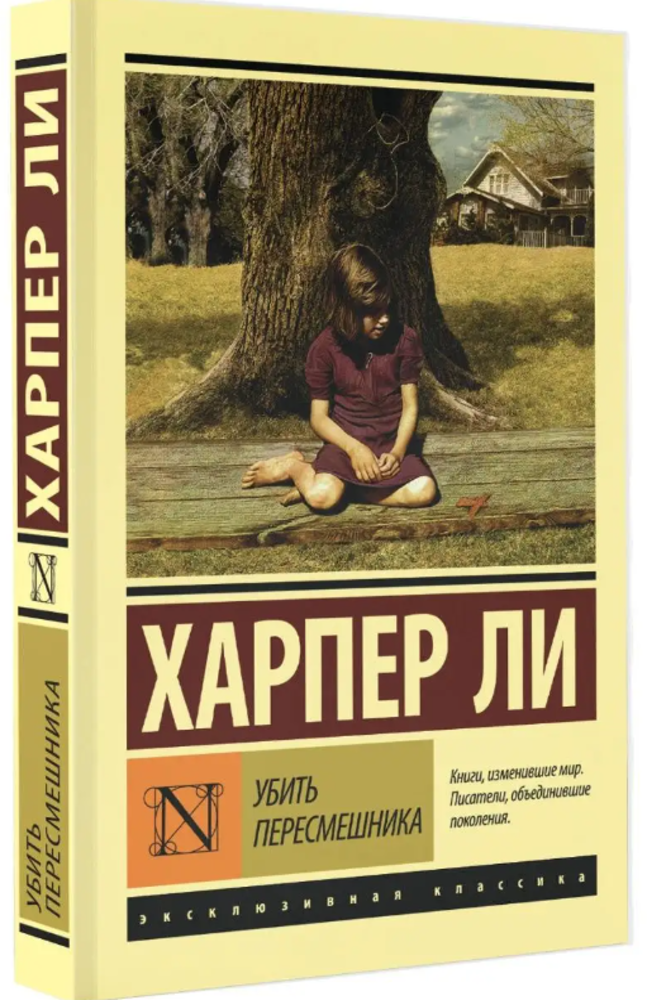 ХАРПЕР ЛИ
N
УБИТЬ
ПЕРЕСМЕШНИКА
ХАРПЕР ЛИ
N
УБИТЬ
ПЕРЕСМЕШНИКА
Книги, изменившие мир.
Писатели, объединившие
поколения.
эксклюзивная классика